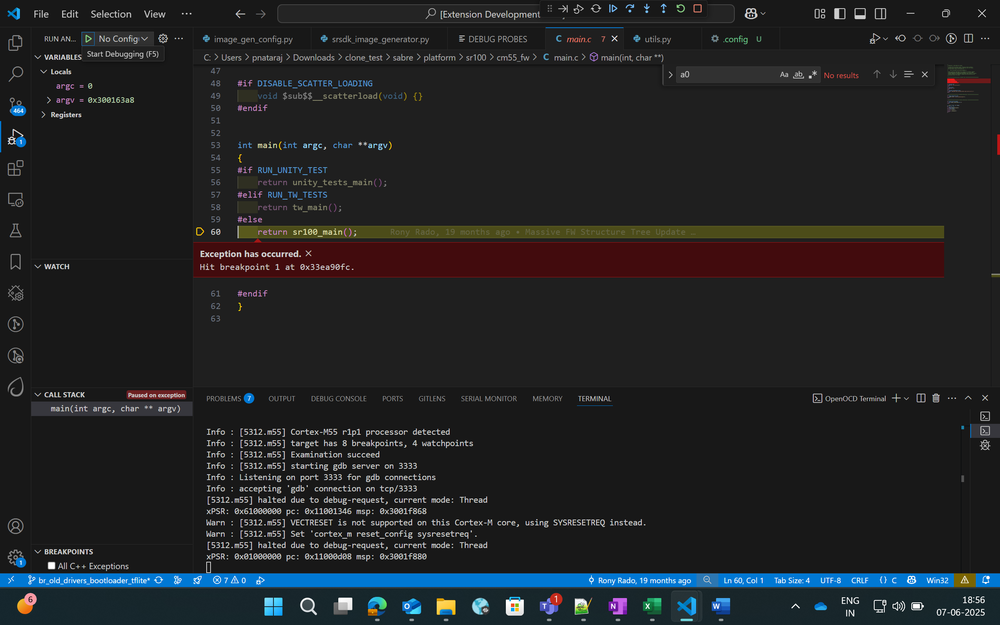 File Edit Selection View ···
[Extension Development
RUN AN... No Config
Start Debugging (F5)
VARIABLES
Locals
argc = 0
argv = 0x300163a8
Registers
WATCH
CALL STACK Paused on exception
main(int argc, char ** argv)
BREAKPOINTS
All C++ Exceptions
464
1
1
image_gen_config.py srsdk_image_generator.py DEBUG PROBES C main.c 7 utils.py .config U
C: > Users > pnataraj > Downloads > clone_test > sabre > platform > sr100 > cm55_fw > C main.c > main(int, char **)
a0 Aa ab No results
47
48 #if DISABLE_SCATTER_LOADING
49 void $sub$$__scatterload(void) {}
50 #endif
51
52
53 int main(int argc, char **argv)
54 {
55 #if RUN_UNITY_TEST
56 return unity_tests_main();
57 #elif RUN_TW_TESTS
58 return tw_main();
59 #else
60 return sr100_main(); Rony Rado, 19 months ago • Massive FW Structure Tree Update …
Exception has occurred.
Hit breakpoint 1 at 0x33ea90fc.
61 #endif
62 }
63
PROBLEMS 7 OUTPUT DEBUG CONSOLE PORTS GITLENS SERIAL MONITOR MEMORY TERMINAL OpenOCD Terminal
Info : [5312.m55] Cortex-M55 r1p1 processor detected
Info : [5312.m55] target has 8 breakpoints, 4 watchpoints
Info : [5312.m55] Examination succeed
Info : [5312.m55] starting gdb server on 3333
Info : Listening on port 3333 for gdb connections
Info : accepting 'gdb' connection on tcp/3333
[5312.m55] halted due to debug-request, current mode: Thread
xPSR: 0x61000000 pc: 0x11001346 msp: 0x3001f868
Warn : [5312.m55] VECTRESET is not supported on this Cortex-M core, using SYSRESETREQ instead.
Warn : [5312.m55] Set 'cortex_m reset_config sysresetreq'.
[5312.m55] halted due to debug-request, current mode: Thread
xPSR: 0x01000000 pc: 0x11000d08 msp: 0x3001f880
br_old_drivers_bootloader_tflite* 7 0 Rony Rado, 19 months ago Ln 60, Col 1 Tab Size: 4 UTF-8 CRLF {} C Win32
6 1 ENG 18:56
IN 07-06-2025